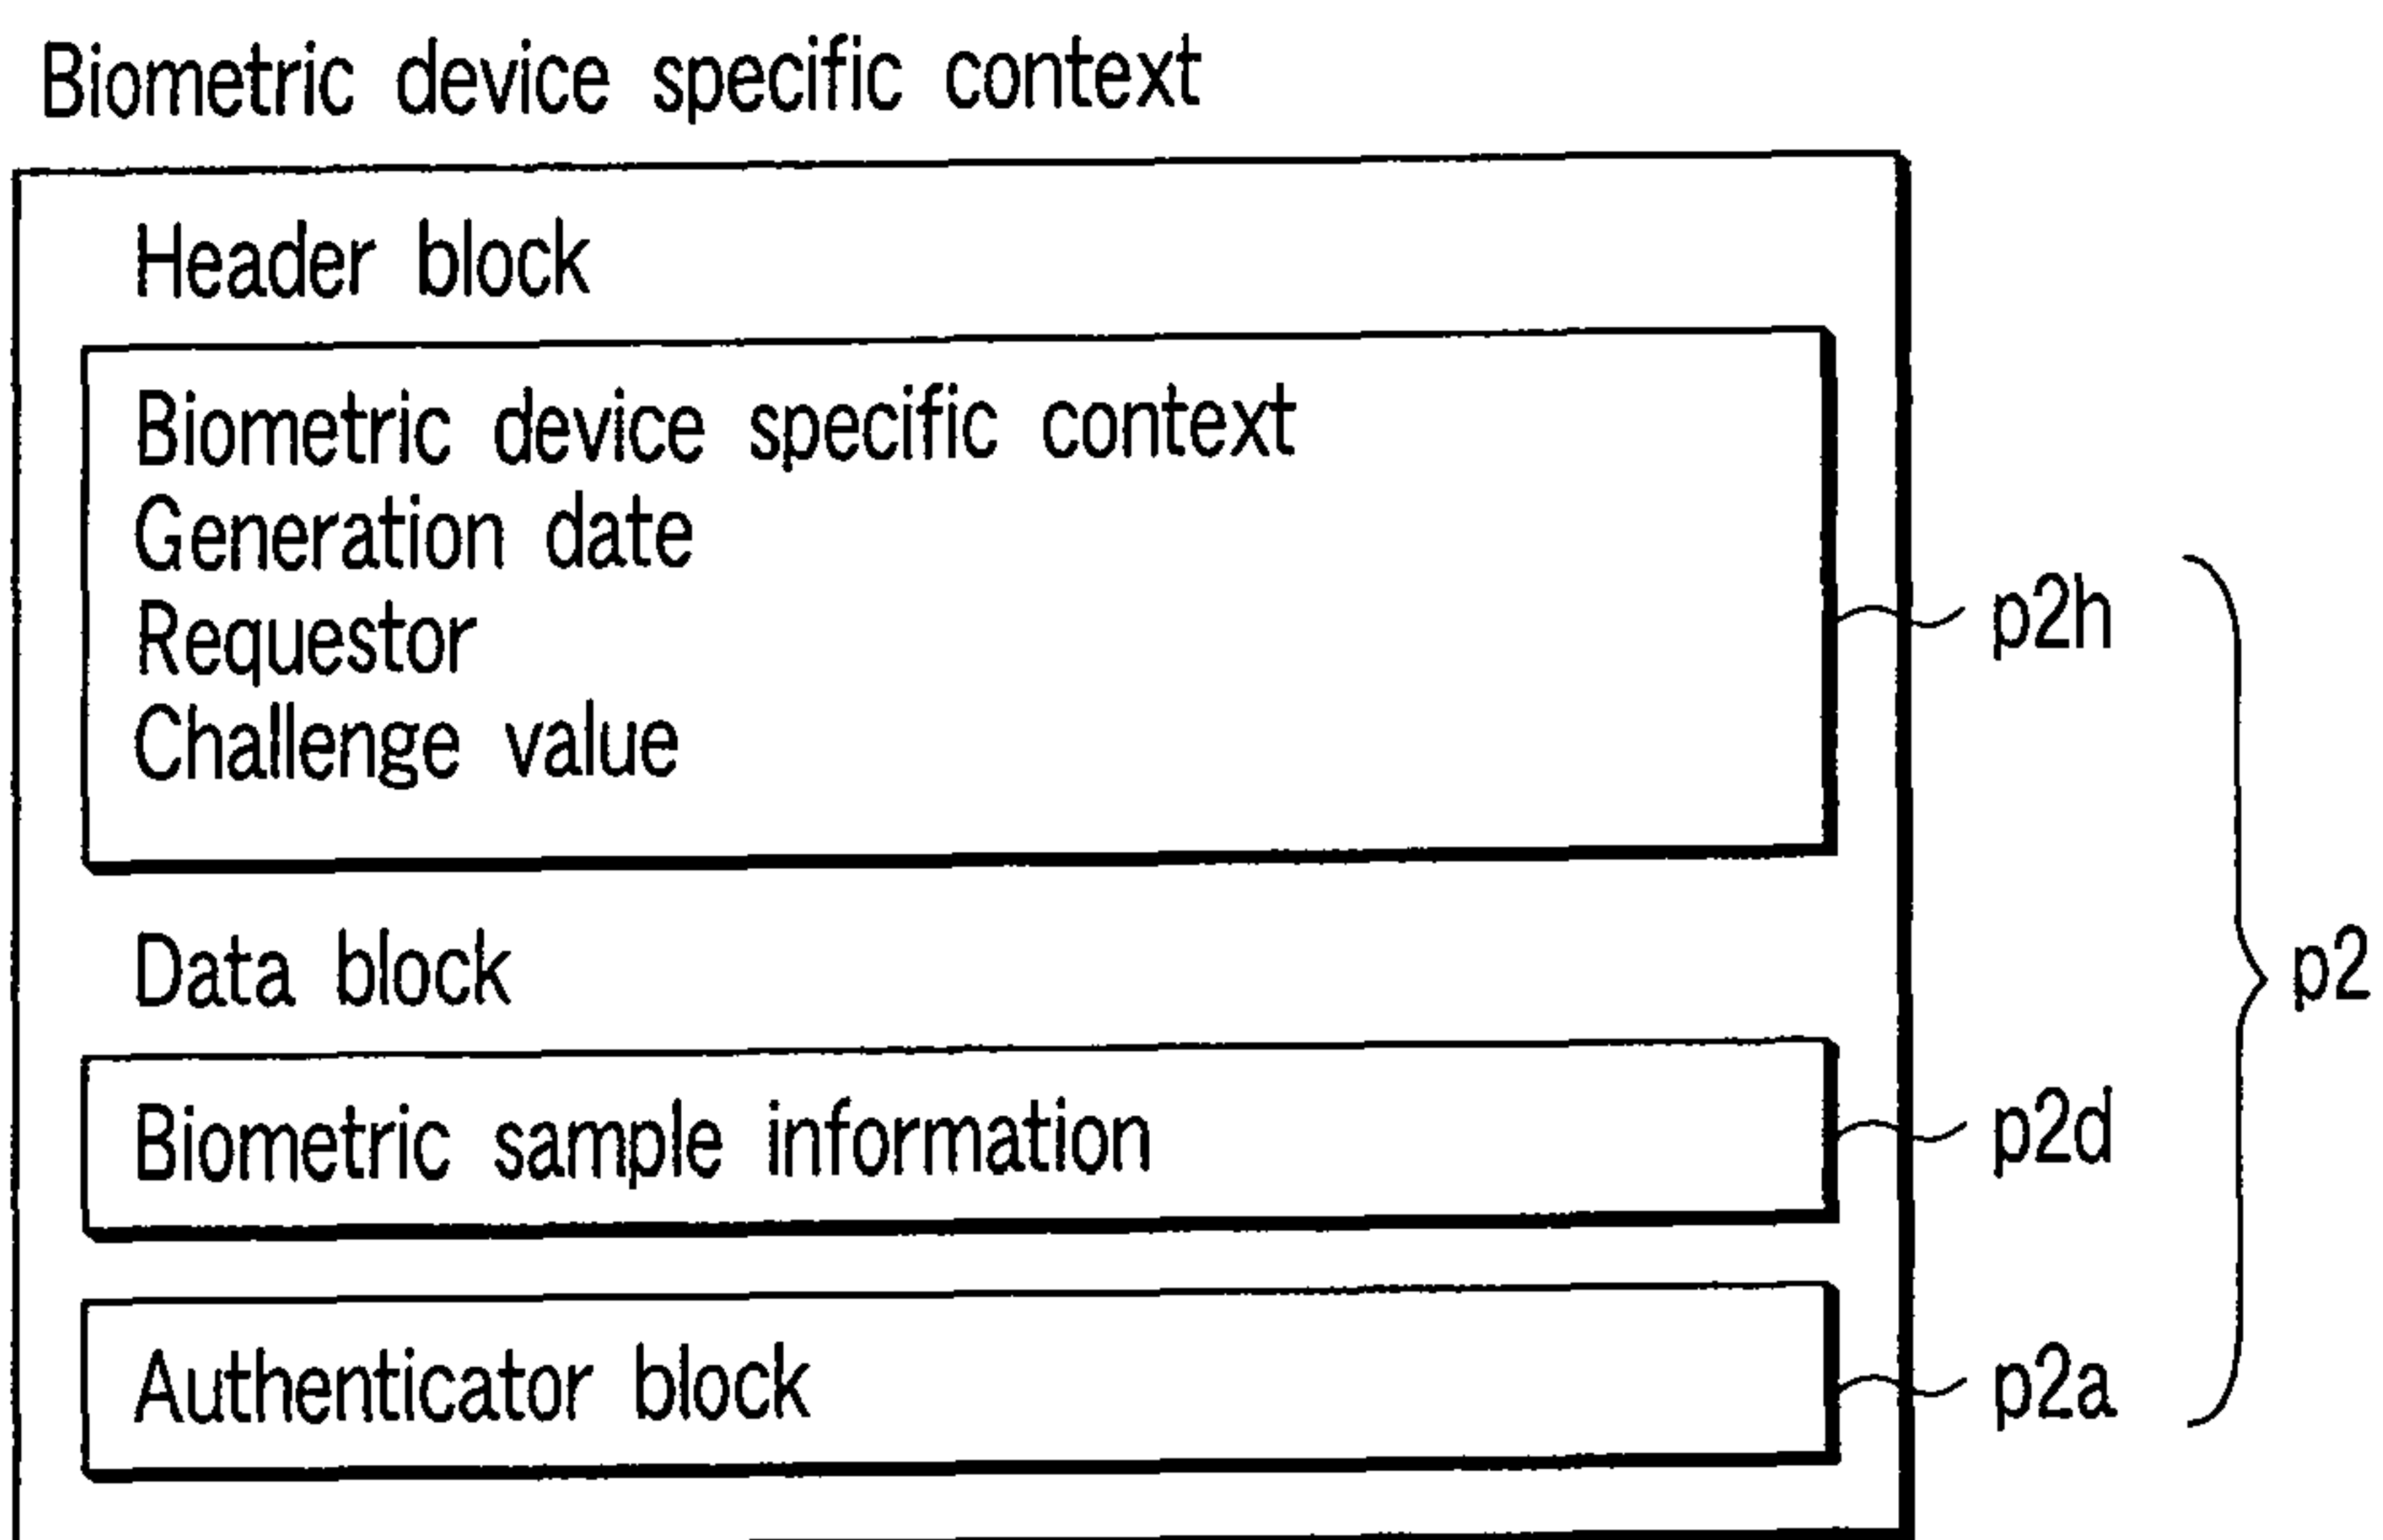 Biometric device specific context
Header block
Biometric device specific context
Generation date
Requestor
Challenge value
p2h
Data block
p2
Biometric sample information
p2d
Authenticator block
p2a